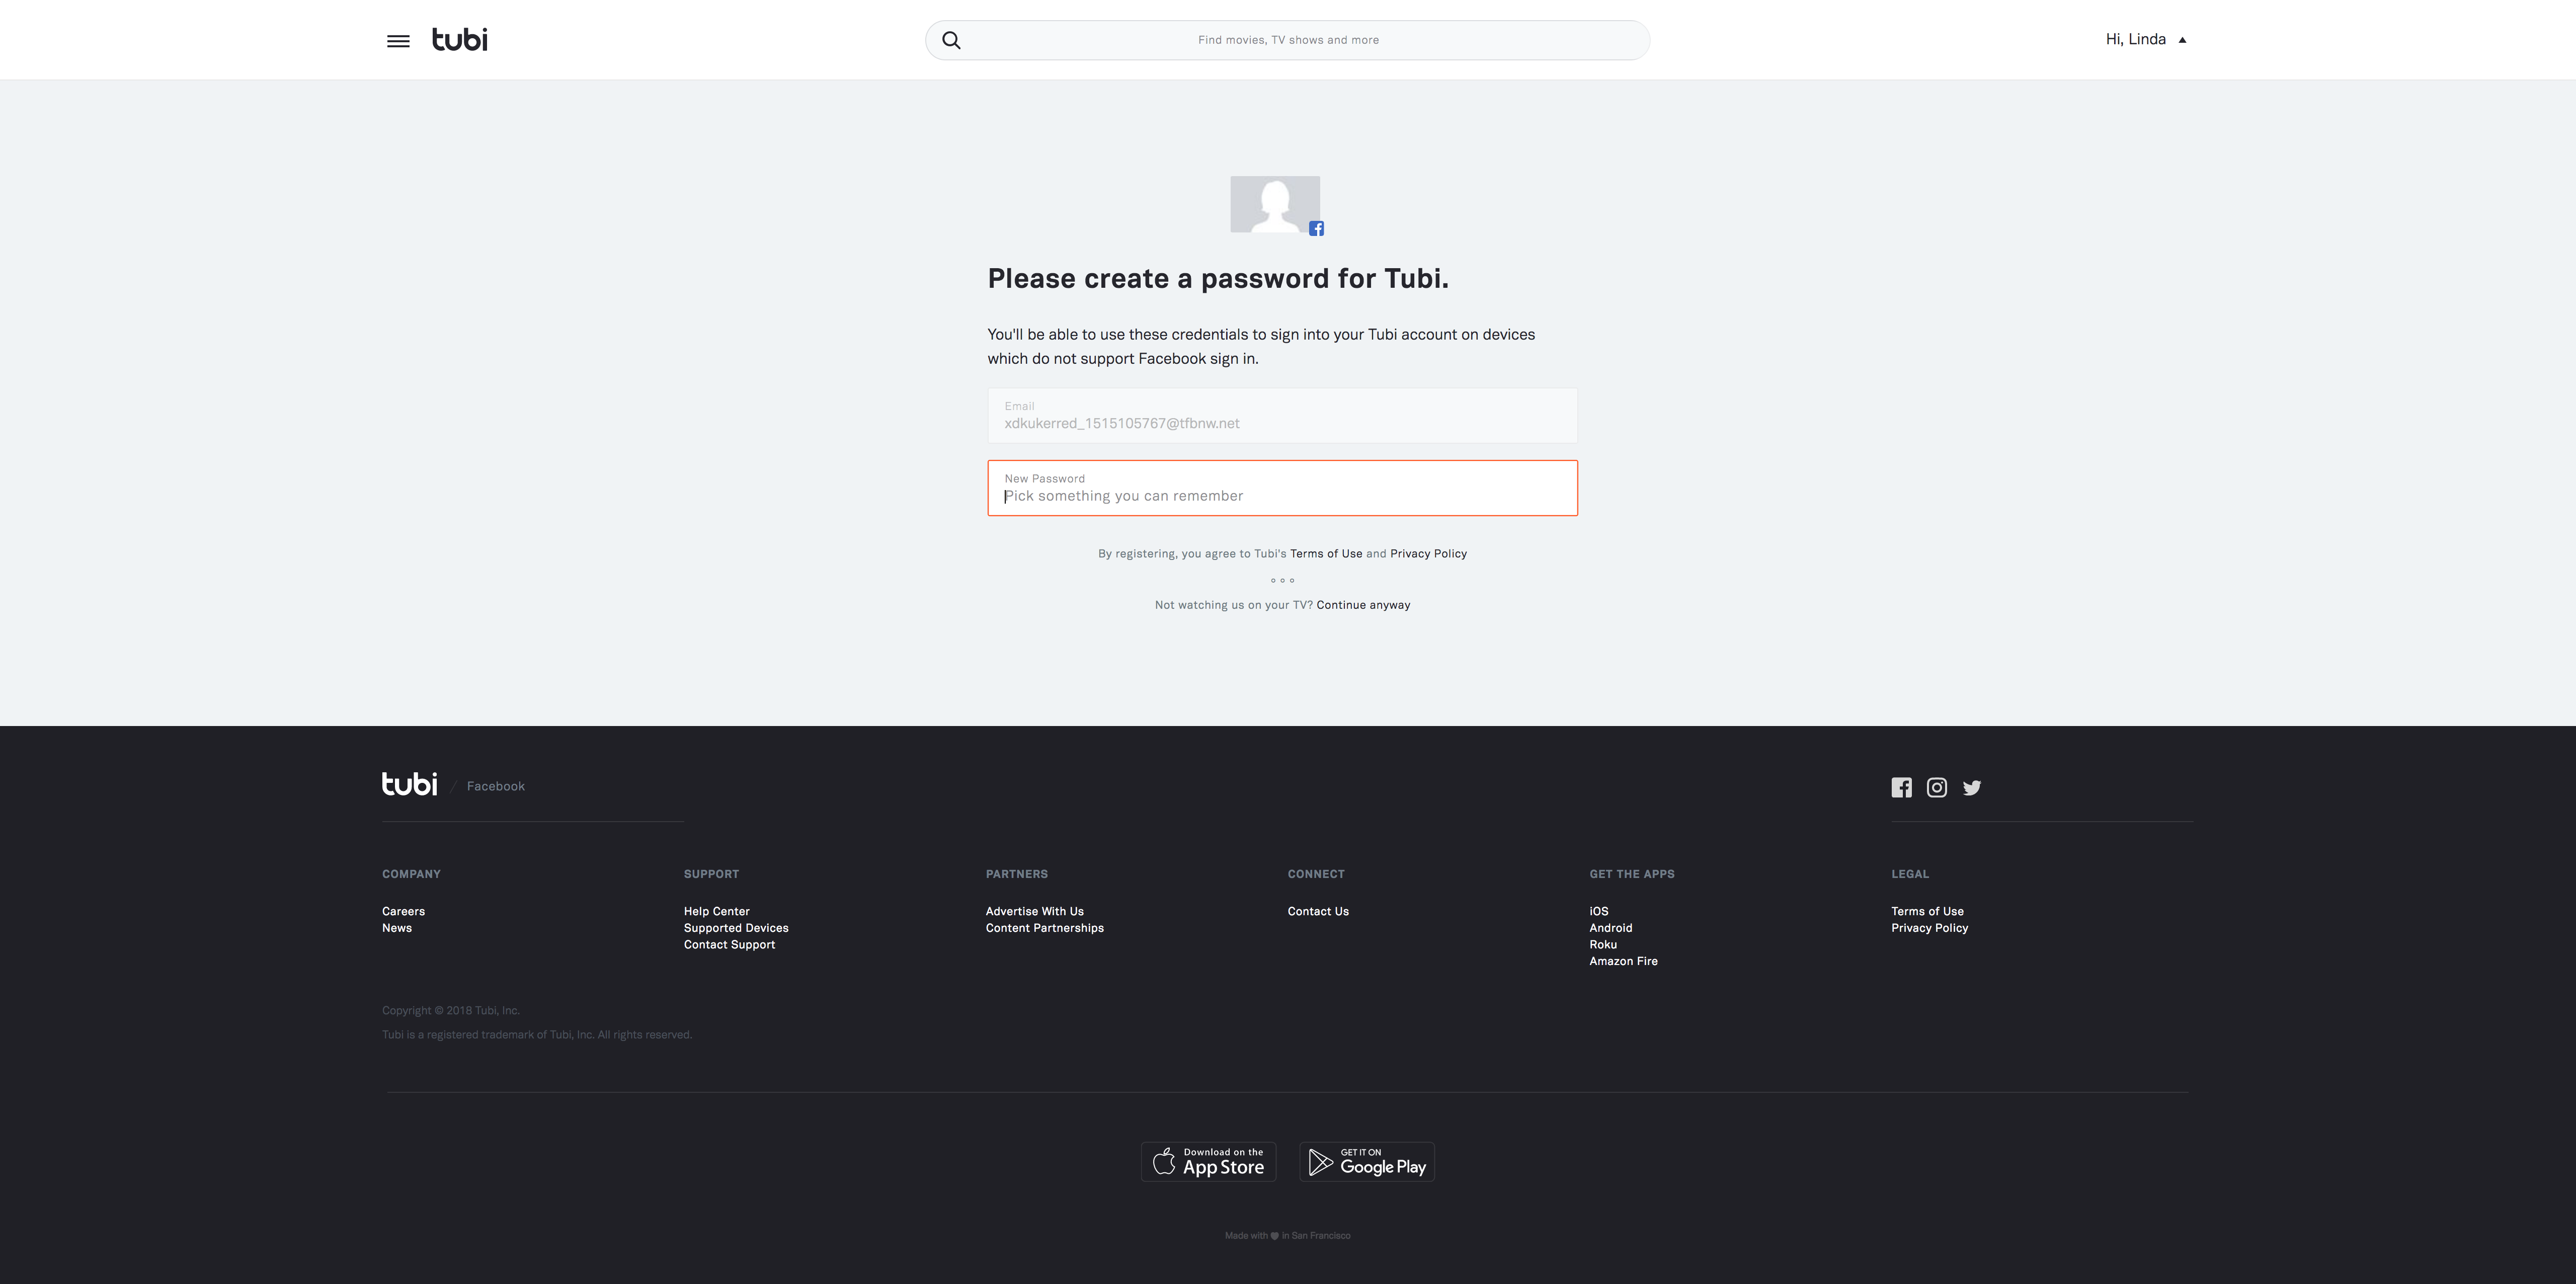 tubi
Find movies, TV shows and more
Hi, Linda
Please create a password for Tubi.
You'll be able to use these credentials to sign into your Tubi account on devices
which do not support Facebook sign in.
Email
xdkukerred_1515105767@tfbnw.net
New Password
Pick something you can remember
By registering, you agree to Tubi's Terms of Use and Privacy Policy
Not watching us on your TV? Continue anyway
tubi / Facebook
COMPANY
Careers
News
SUPPORT
Help Center
Supported Devices
Contact Support
PARTNERS
Advertise With Us
Content Partnerships
CONNECT
Contact Us
GET THE APPS
iOS
Android
Roku
Amazon Fire
LEGAL
Terms of Use
Privacy Policy
Copyright © 2018 Tubi, Inc.
Tubi is a registered trademark of Tubi, Inc. All rights reserved.
Download on the
App Store
GET IT ON
Google Play
Made with ♥ in San Francisco